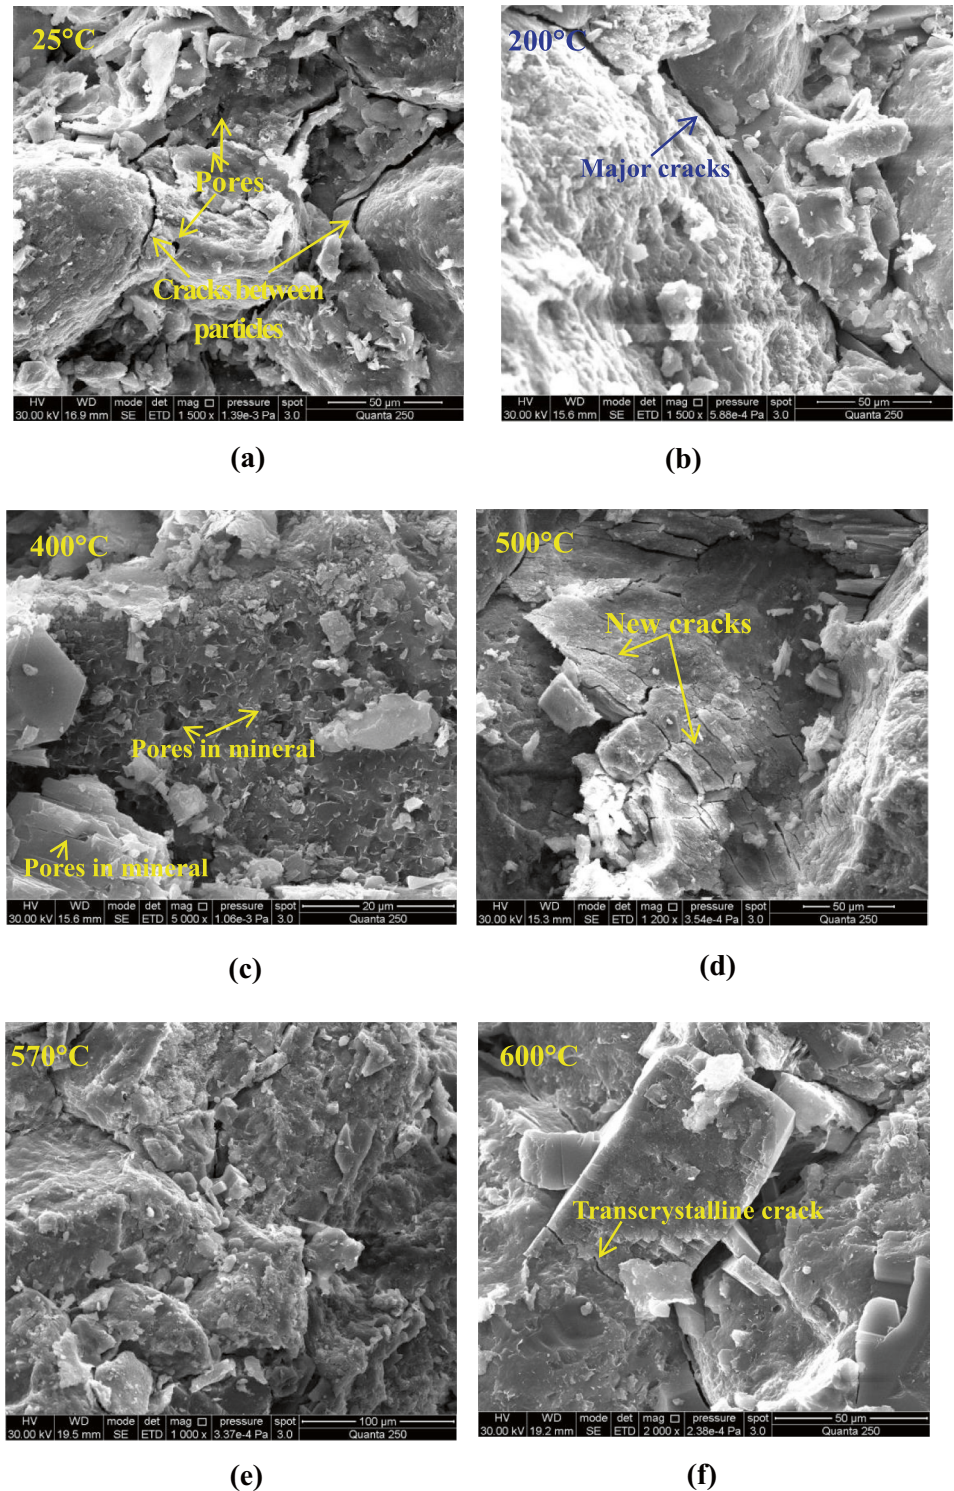 25°C
Pores
Cracks between
particles
HV WD mode det mag □ pressure spot 50 µm
30.00 kV 16.9 mm SE ETD 1 500 x 1.39e-3 Pa 3.0 Quanta 250
(a)
200°C
Major cracks
HV WD mode det mag □ pressure spot 50 µm
30.00 kV 15.6 mm SE ETD 1 500 x 5.88e-4 Pa 3.0 Quanta 250
(b)
400°C
Pores in mineral
Pores in mineral
HV WD mode det mag □ pressure spot 20 µm
30.00 kV 15.6 mm SE ETD 5 000 x 1.06e-3 Pa 3.0 Quanta 250
(c)
500°C
New cracks
HV WD mode det mag □ pressure spot 50 µm
30.00 kV 15.3 mm SE ETD 1 200 x 3.54e-4 Pa 3.0 Quanta 250
(d)
570°C
HV WD mode det mag □ pressure spot 100 µm
30.00 kV 19.5 mm SE ETD 1 000 x 3.37e-4 Pa 3.0 Quanta 250
(e)
600°C
Transcrystalline crack
HV WD mode det mag □ pressure spot 50 µm
30.00 kV 19.2 mm SE ETD 2 000 x 2.38e-4 Pa 3.0 Quanta 250
(f)